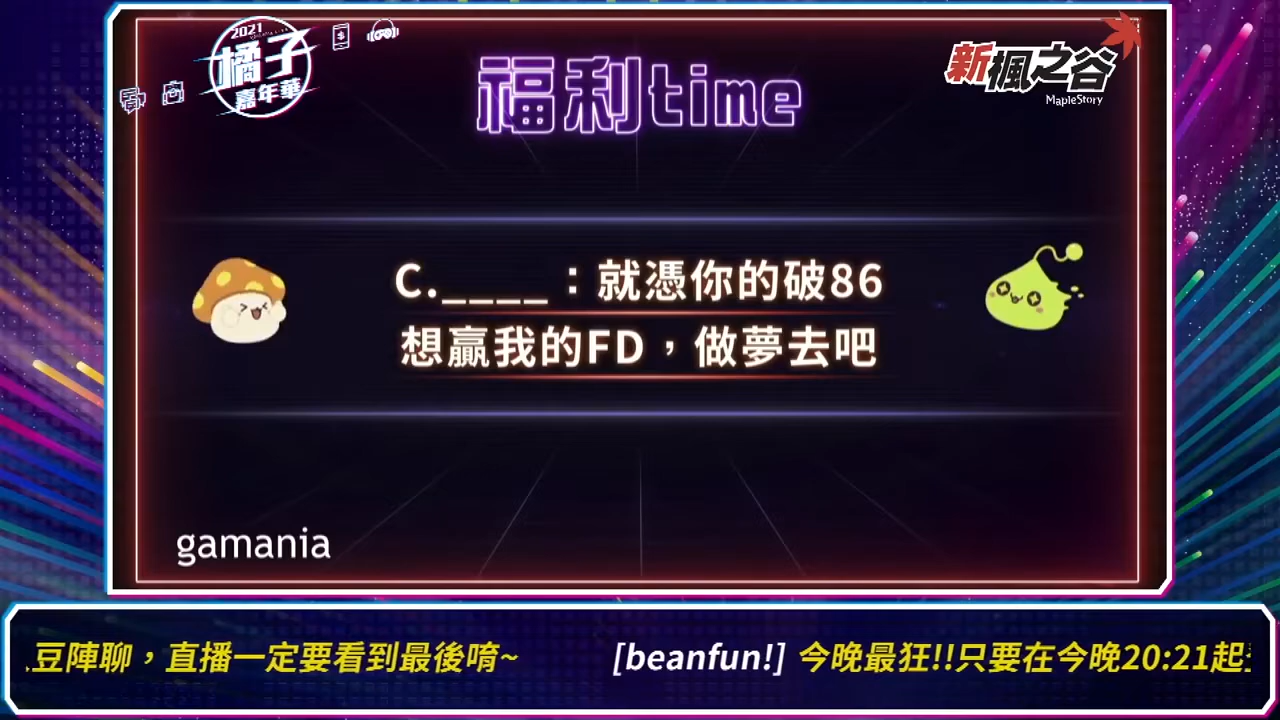 2021
橘子
嘉年華
新楓之谷
MapleStory
福利time
C.____：就憑你的破86
想贏我的FD，做夢去吧
gamania
豆陣聊，直播一定要看到最後唷~
[beanfun!] 今晚最狂!!只要在今晚20:21起